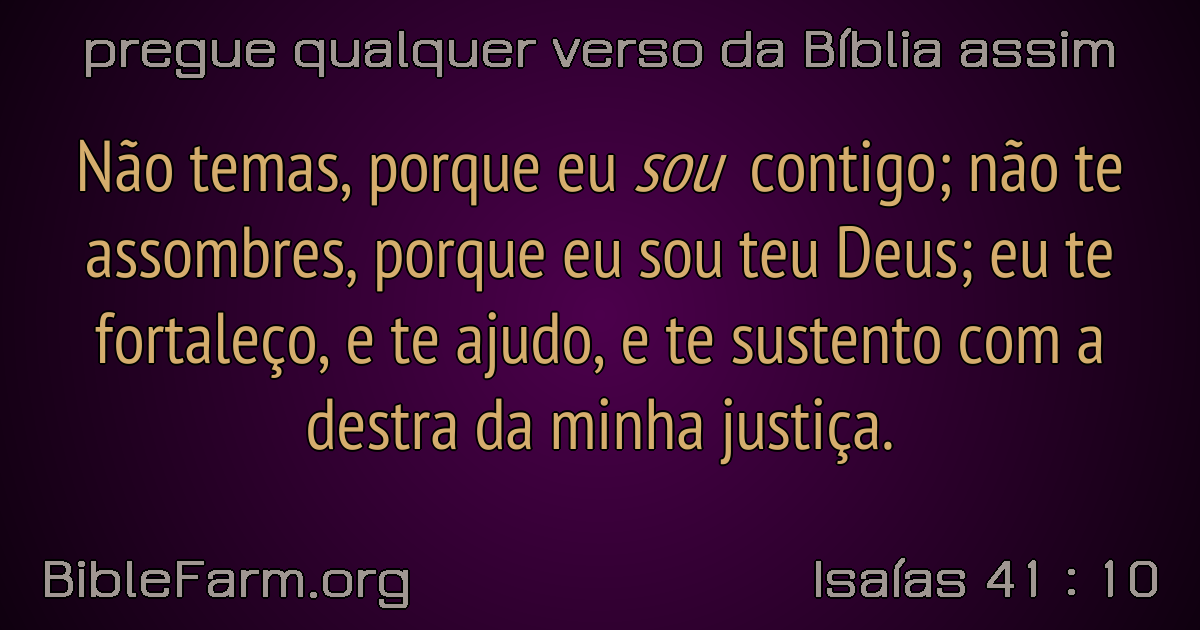 pregue qualquer verso da Bíblia assim
Não temas, porque eu sou contigo; não te
assombres, porque eu sou teu Deus; eu te
fortaleço, e te ajudo, e te sustento com a
destra da minha justiça.
BibleFarm.org
Isaías 41 : 10